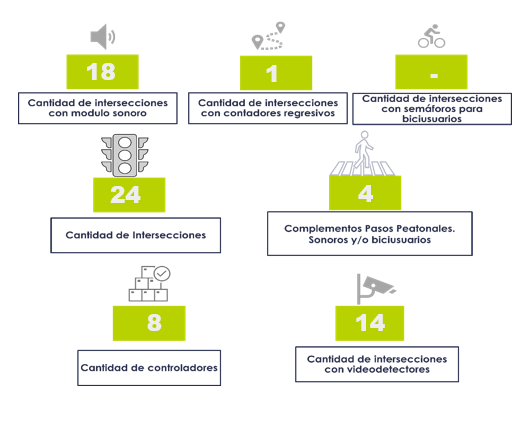 18
Cantidad de intersecciones
con modulo sonoro
1
Cantidad de intersecciones
con contadores regresivos
-
Cantidad de intersecciones
con semáforos para
biciusuarios
24
Cantidad de Intersecciones
4
Complementos Pasos Peatonales.
Sonoros y/o biciusuarios
8
Cantidad de controladores
14
Cantidad de intersecciones
con videodetectores